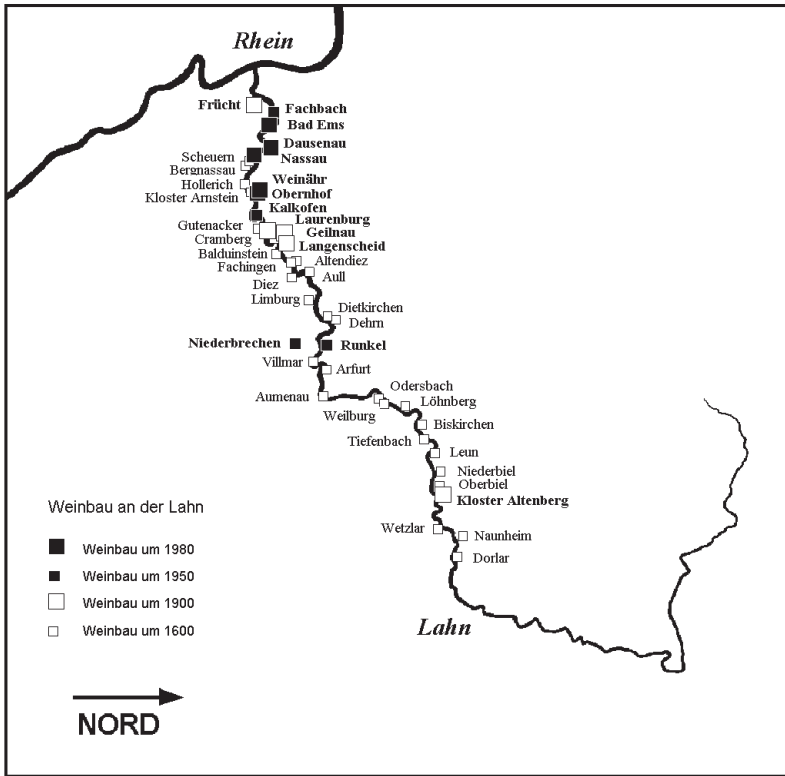 Rhein
Frücht
Fachbach
Bad Ems
Dausenau
Scheuern
Nassau
Bergnassau
Weinähr
Hollerich
Obernhof
Kloster Arnstein
Kalkofen
Laurenburg
Gutenacker
Geilnau
Cramberg
Langenscheid
Balduinstein
Altendiez
Fachingen
Aull
Diez
Limburg
Dietkirchen
Dehrn
Niederbrechen
Runkel
Villmar
Arfurt
Odersbach
Aumenau
Löhnberg
Weilburg
Biskirchen
Tiefenbach
Leun
Niederbiel
Oberbiel
Kloster Altenberg
Wetzlar
Naunheim
Dorlar
Lahn
Weinbau an der Lahn
Weinbau um 1980
Weinbau um 1950
Weinbau um 1900
Weinbau um 1600
NORD